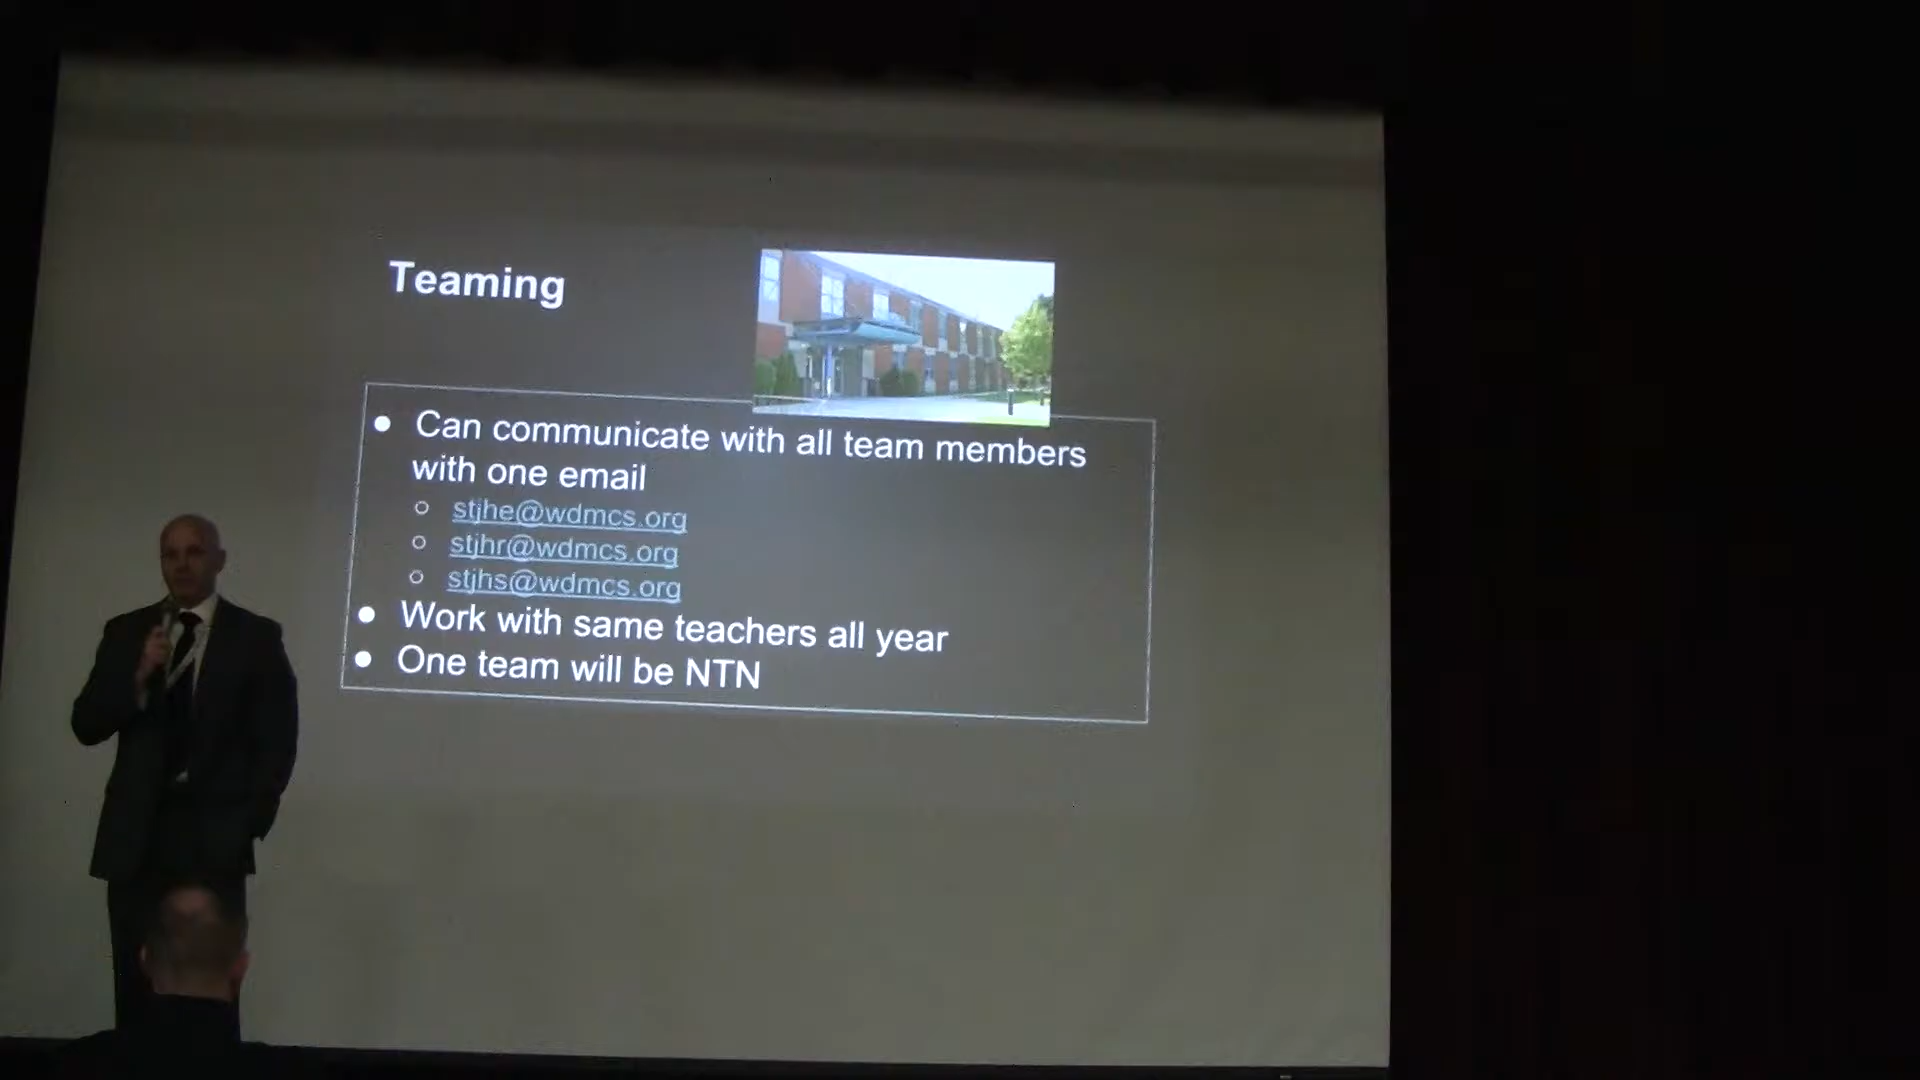 Teaming
● Can communicate with all team members
with one email
○ stjhe@wdmcs.org
○ stjhr@wdmcs.org
○ stjhs@wdmcs.org
● Work with same teachers all year
● One team will be NTN